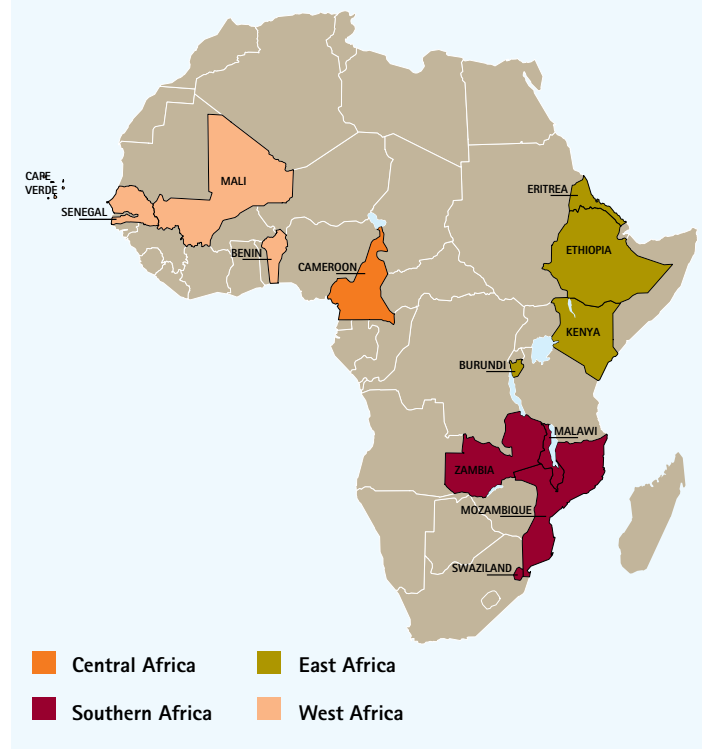 MALI
CAPE
VERDE
ERITREA
SENEGAL
ETHIOPIA
BENIN
CAMEROON
KENYA
BURUNDI
MALAWI
ZAMBIA
MOZAMBIQUE
SWAZILAND
Central Africa
East Africa
Southern Africa
West Africa